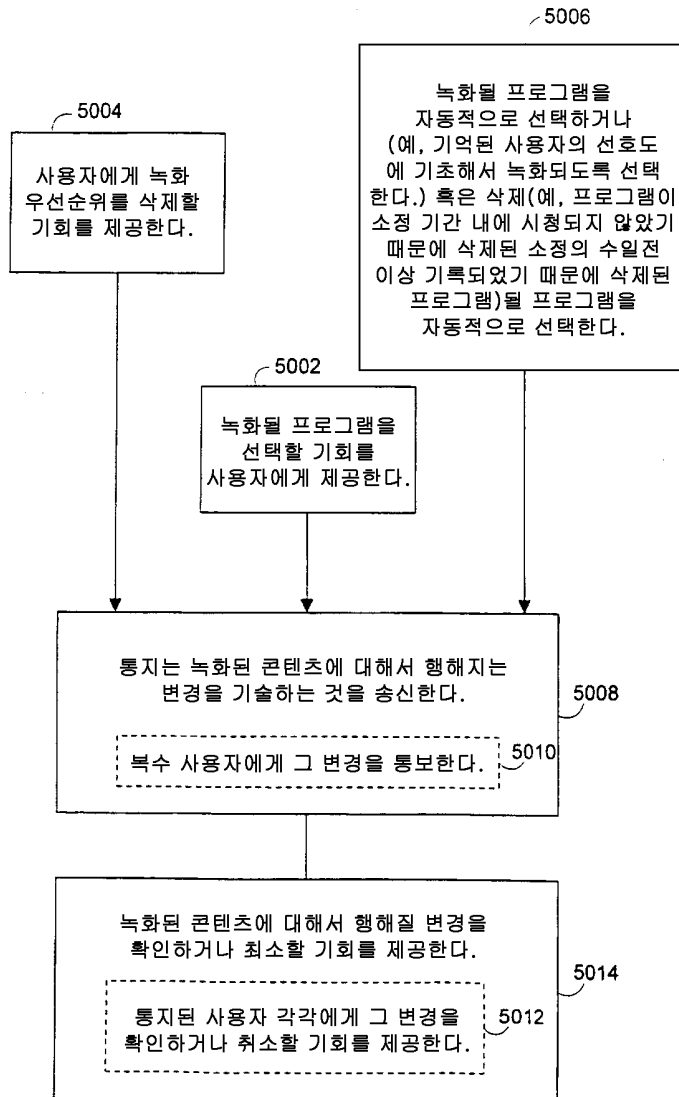 5006
녹화될 프로그램을
자동적으로 선택하거나
(예, 기억된 사용자의 선호도
에 기초해서 녹화되도록 선택
한다.) 혹은 삭제(예, 프로그램이
소정 기간 내에 시청되지 않았기
때문에 삭제된 소정의 수일전
이상 기록되었기 때문에 삭제된
프로그램)될 프로그램을
자동적으로 선택한다.
5004
사용자에게 녹화
우선순위를 삭제할
기회를 제공한다.
5002
녹화될 프로그램을
선택할 기회를
사용자에게 제공한다.
통지는 녹화된 콘텐츠에 대해서 행해지는
변경을 기술하는 것을 송신한다.
5008
복수 사용자에게 그 변경을 통보한다.
5010
녹화된 콘텐츠에 대해서 행해질 변경을
확인하거나 최소할 기회를 제공한다.
5014
통지된 사용자 각각에게 그 변경을
확인하거나 취소할 기회를 제공한다.
5012